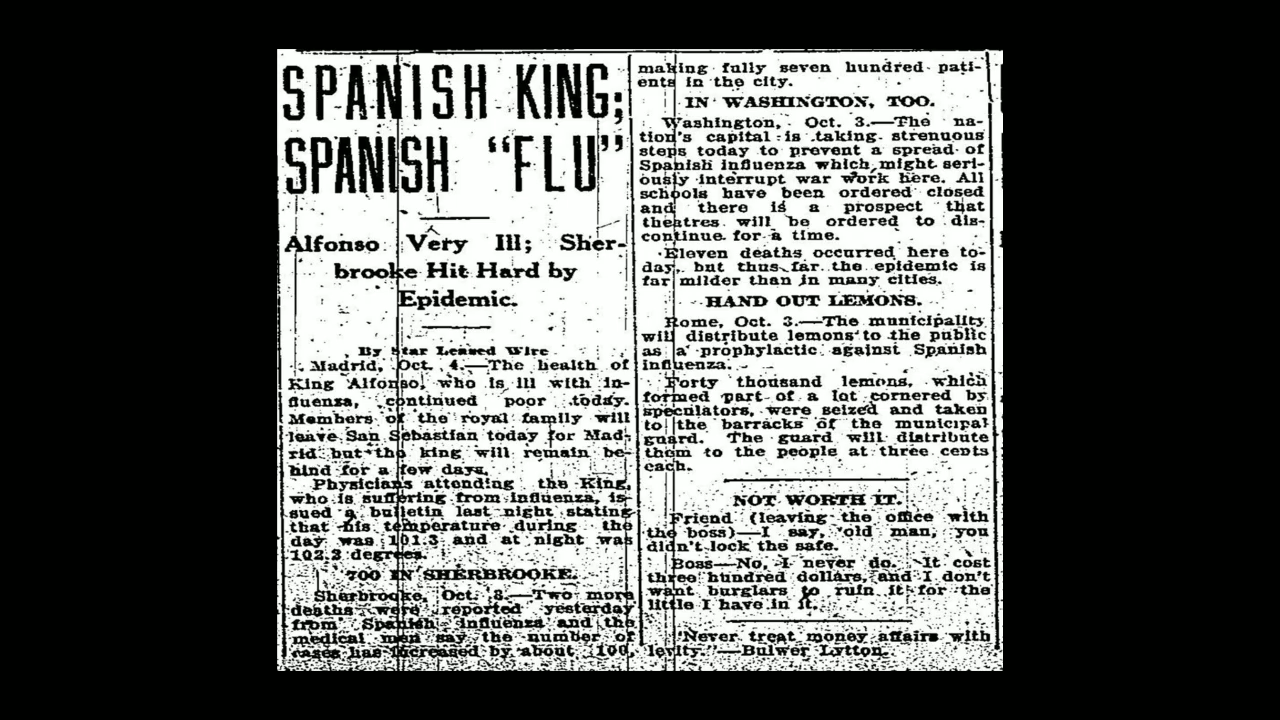 SPANISH KING;
SPANISH "FLU"
Alfonso Very Ill; Sher-
brooke Hit Hard by
Epidemic.
By Star Leased Wire
Madrid, Oct. 4.—The health of
King Alfonso, who is ill with in-
fluenza, continued poor today.
Members of the royal family will
leave San Sebastian today for Mad-
rid but the king will remain be-
hind for a few days.
Physicians attending the King,
who is suffering from influenza, is-
sued a bulletin last night stating
that his temperature during the
day was 101.3 and at night was
102.2 degrees.
700 IN SHERBROOKE.
Sherbrooke, Oct. 3.—Two more
deaths were reported yesterday
from Spanish influenza and the
medical men say the number of
cases has increased by about 100,
making fully seven hundred pati-
ents in the city.
IN WASHINGTON, TOO.
Washington, Oct. 3.—The na-
tion's capital is taking strenuous
steps today to prevent a spread of
Spanish influenza which might seri-
ously interrupt war work here. All
schools have been ordered closed
and there is a prospect that
theatres will be ordered to dis-
continue for a time.
Eleven deaths occurred here to-
day, but thus far the epidemic is
far milder than in many cities.
HAND OUT LEMONS.
Rome, Oct. 3.—The municipality
will distribute lemons to the public
as a prophylactic against Spanish
influenza.
Forty thousand lemons, which
formed part of a lot cornered by
speculators, were seized and taken
to the barracks of the municipal
guard. The guard will distribute
them to the people at three cents
each.
NOT WORTH IT.
Friend (leaving the office with
the boss)—I say, old man, you
didn't lock the safe.
Boss—No, I never do. It cost
three hundred dollars, and I don't
want burglars to ruin it for the
little I have in it.
"Never treat money affairs with
levity."—Bulwer Lytton.